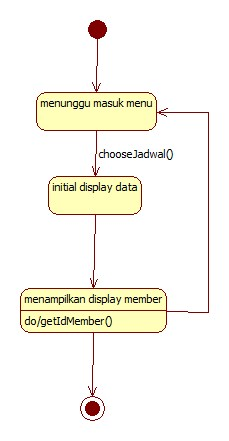 menunggu masuk menu
chooseJadwal()
initial display data
menampilkan display member
do/getIdMember()